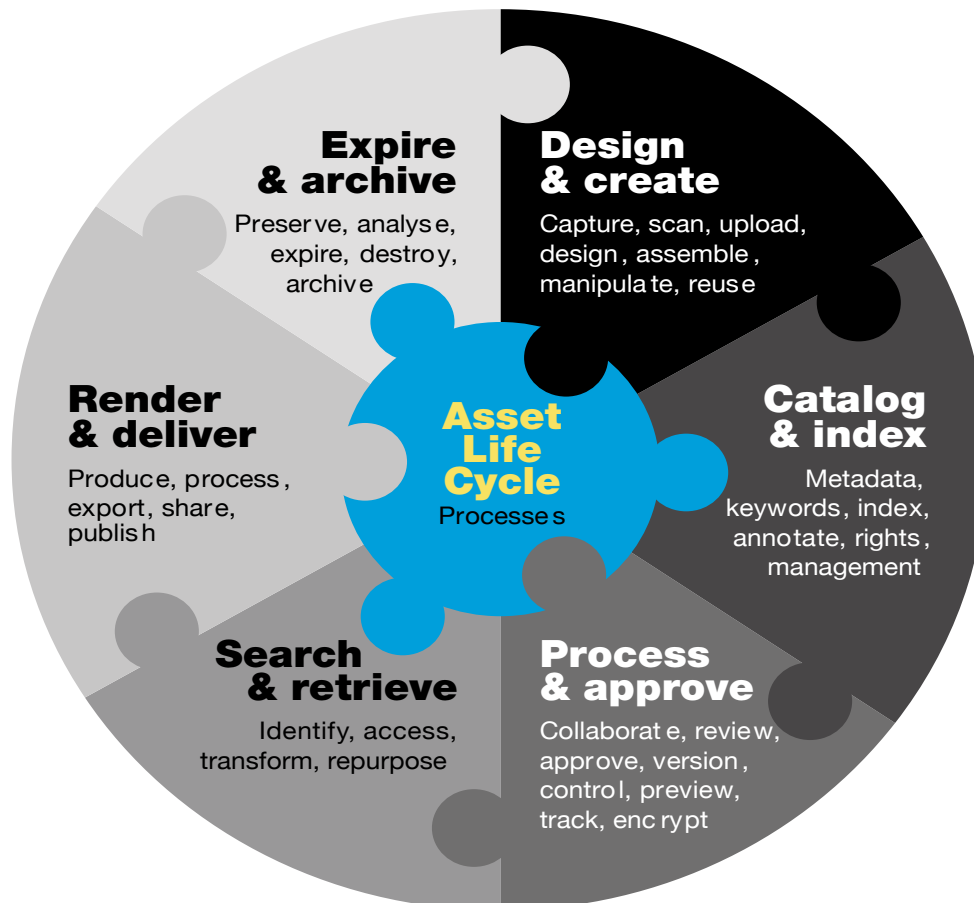 Expire
& archive
Preserve, analyse,
expire, destroy,
archive
Design
& create
Capture, scan, upload,
design, assemble,
manipulate, reuse
Render
& deliver
Produce, process,
export, share,
publish
Asset
Life
Cycle
Processes
Catalog
& index
Metadata,
keywords, index,
annotate, rights,
management
Search
& retrieve
Identify, access,
transform, repurpose
Process
& approve
Collaborate, review,
approve, version,
control, preview,
track, encrypt